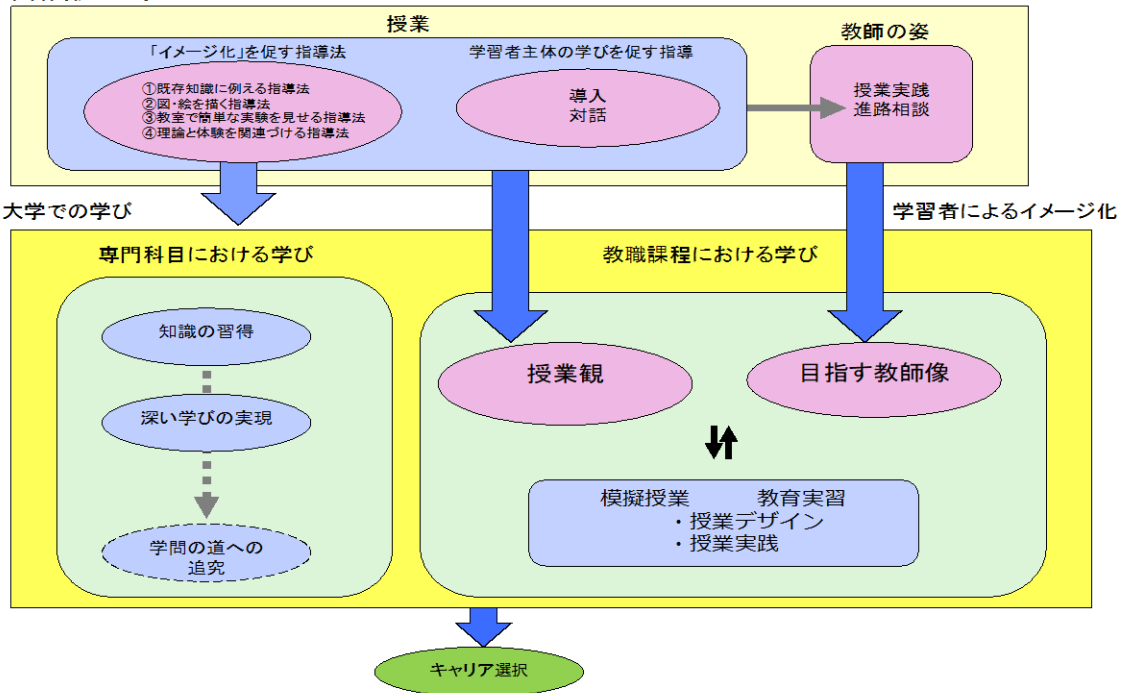 授業
教師の姿
「イメージ化」を促す指導法
学習者主体の学びを促す指導
①既存知識に例える指導法
②図・絵を描く指導法
③教室で簡単な実験を見せる指導法
④理論と体験を関連づける指導法
導入
対話
授業実践
進路相談
大学での学び
学習者によるイメージ化
専門科目における学び
教職課程における学び
知識の習得
深い学びの実現
学問の道への
追究
授業観
目指す教師像
模擬授業 教育実習
・授業デザイン
・授業実践
キャリア選択